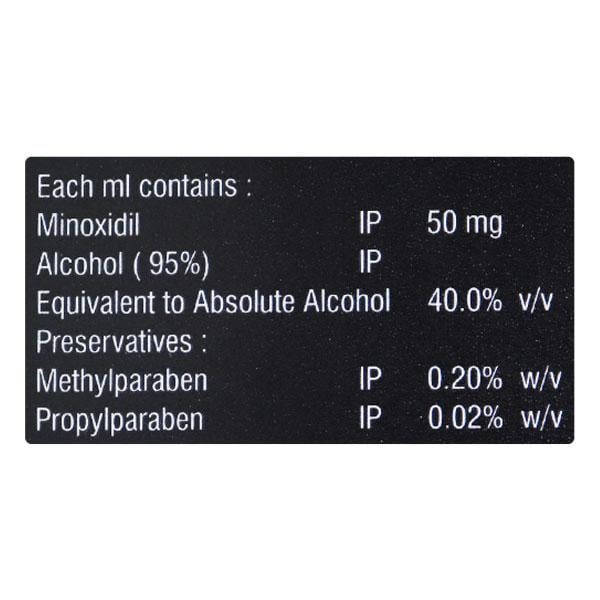 Each ml contains :
Minoxidil IP 50 mg
Alcohol ( 95%) IP
Equivalent to Absolute Alcohol 40.0% v/v
Preservatives :
Methylparaben IP 0.20% w/v
Propylparaben IP 0.02% w/v